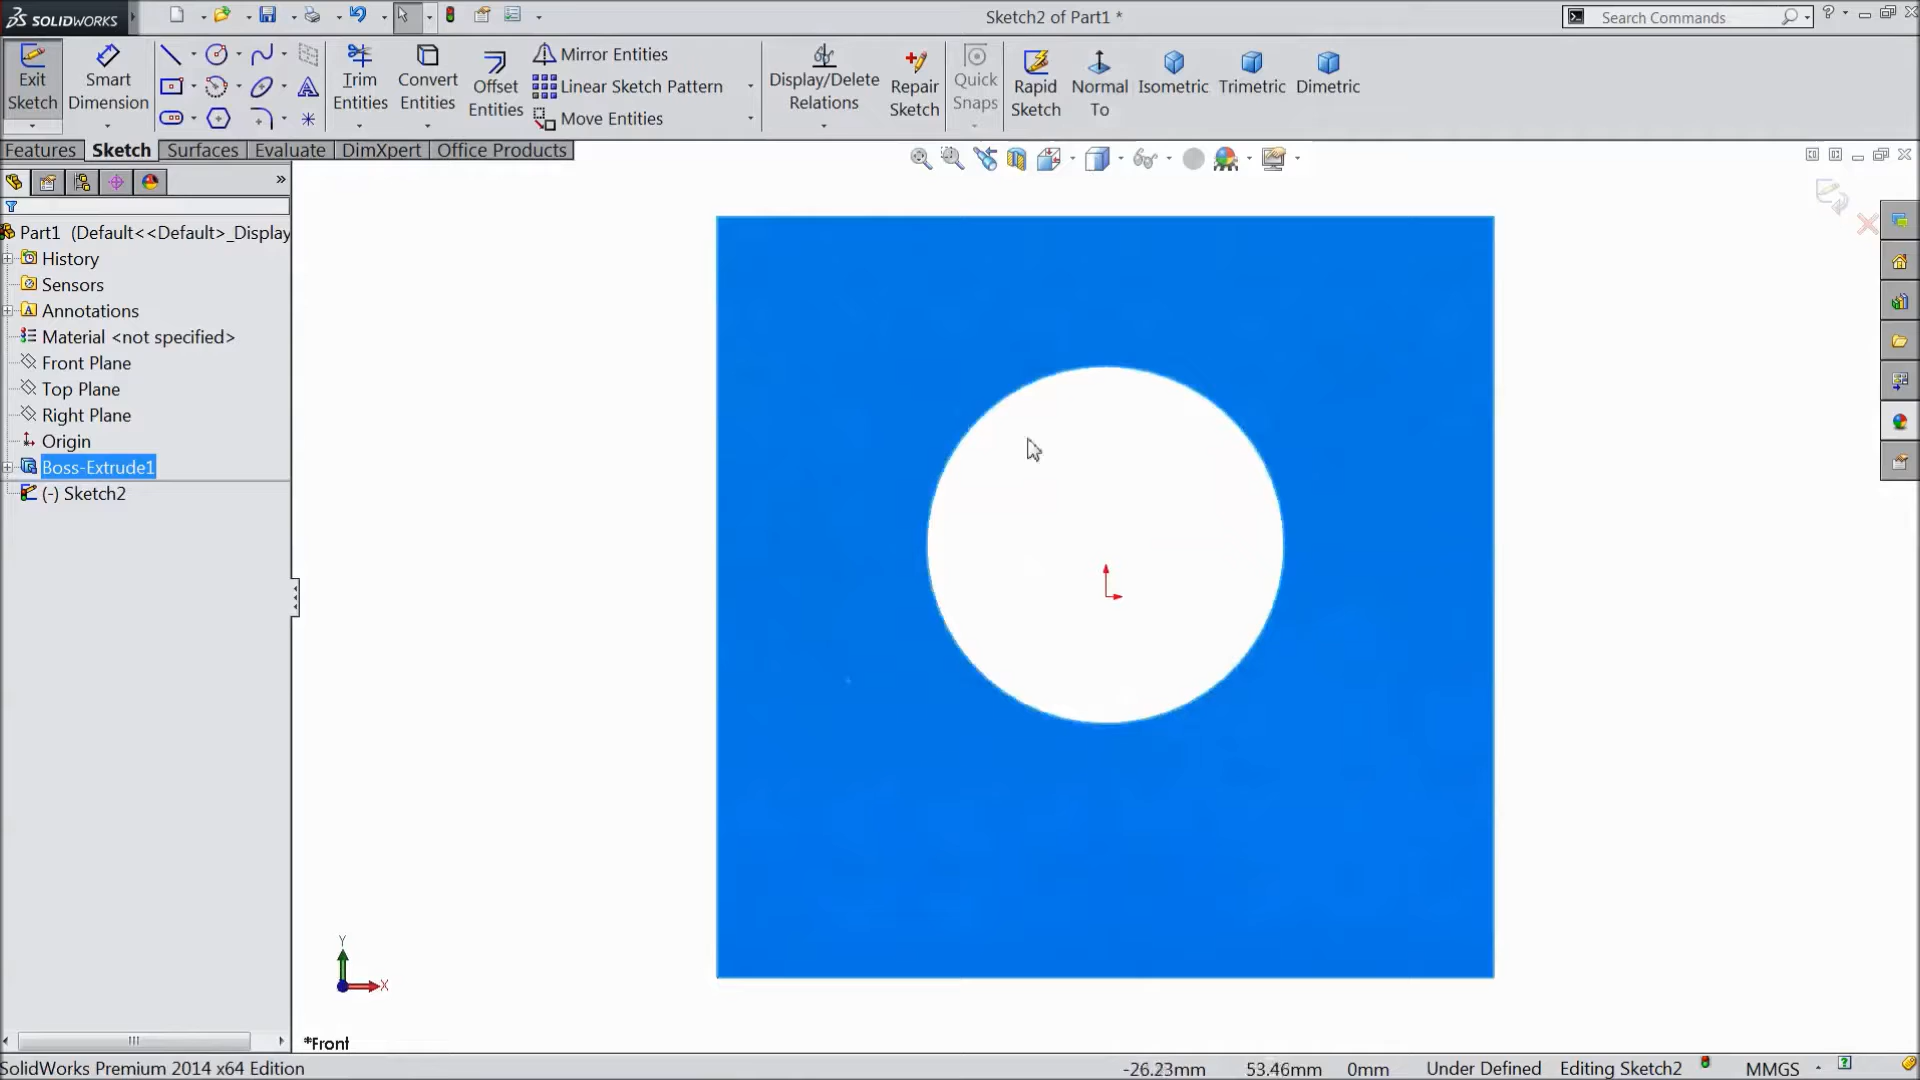 SOLIDWORKS
Sketch2 of Part1 *
Search Commands
Exit Sketch
Smart Dimension
Trim Entities
Convert Entities
Offset Entities
Mirror Entities
Linear Sketch Pattern
Move Entities
Display/Delete Relations
Repair Sketch
Quick Snaps
Rapid Sketch
Normal To
Isometric
Trimetric
Dimetric
Features
Sketch
Surfaces
Evaluate
DimXpert
Office Products
Part1 (Default<<Default>_Display
History
Sensors
Annotations
Material <not specified>
Front Plane
Top Plane
Right Plane
Origin
Boss-Extrude1
(-) Sketch2
Y
X
*Front
SolidWorks Premium 2014 x64 Edition
-26.23mm
53.46mm
0mm
Under Defined
Editing Sketch2
MMGS